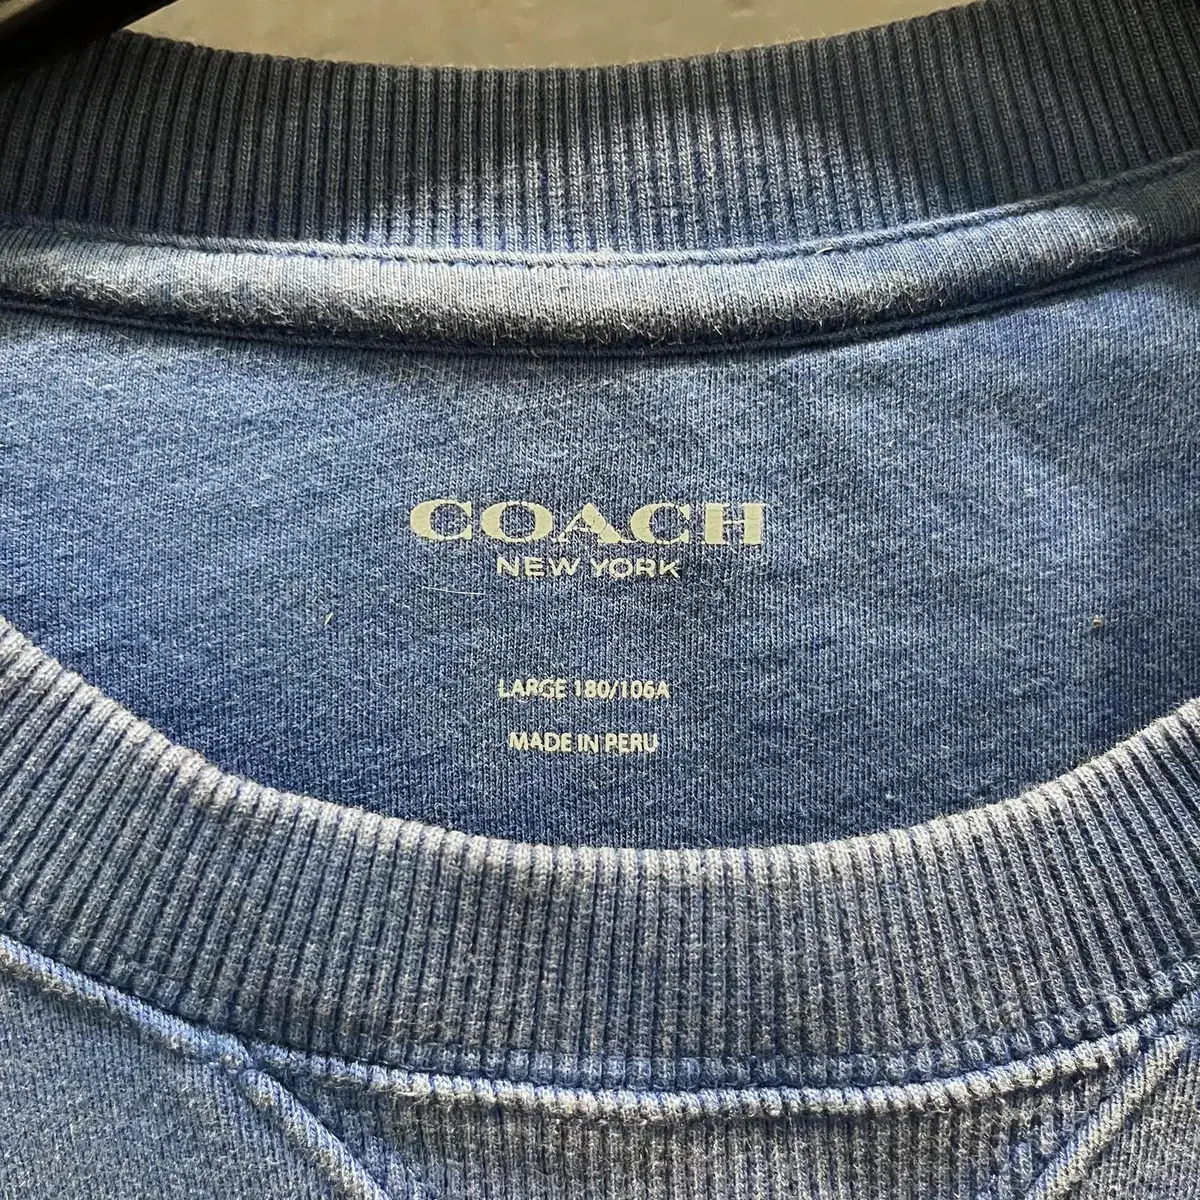 COACH
NEW YORK
LARGE 180/106A
MADE IN PERU